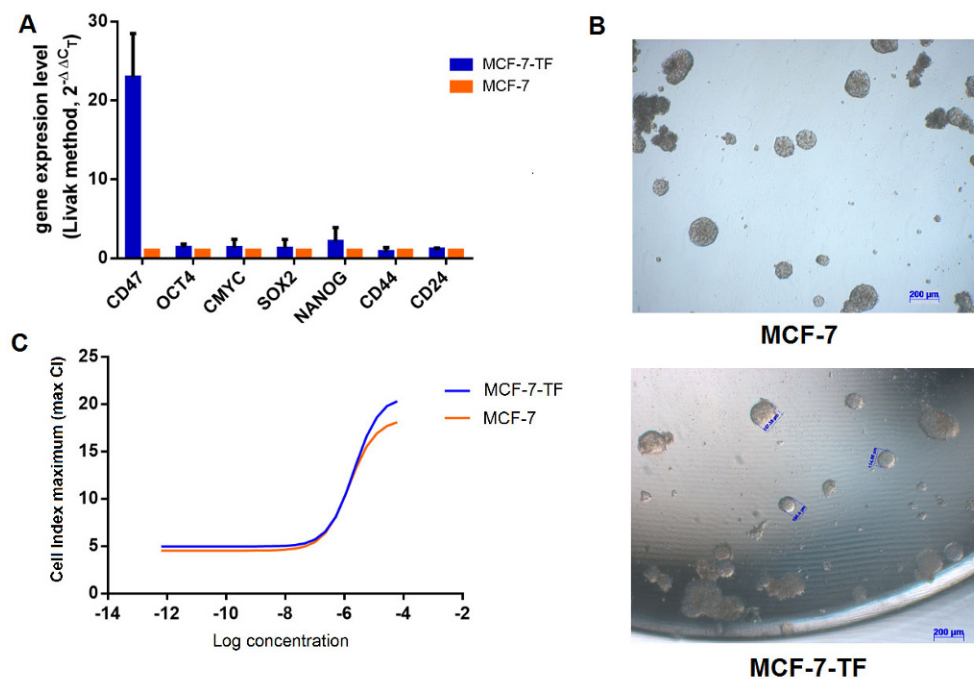 A
gene expresion level
(Livak method, 2^-Δ ΔC_T)
30
20
10
0
MCF-7-TF
MCF-7
CD47
OCT4
CMYC
SOX2
NANOG
CD44
CD24
B
200 µm
MCF-7
200 µm
MCF-7-TF
C
Cell Index maximum (max CI)
25
20
15
10
5
0
-14
-12
-10
-8
-6
-4
-2
Log concentration
MCF-7-TF
MCF-7